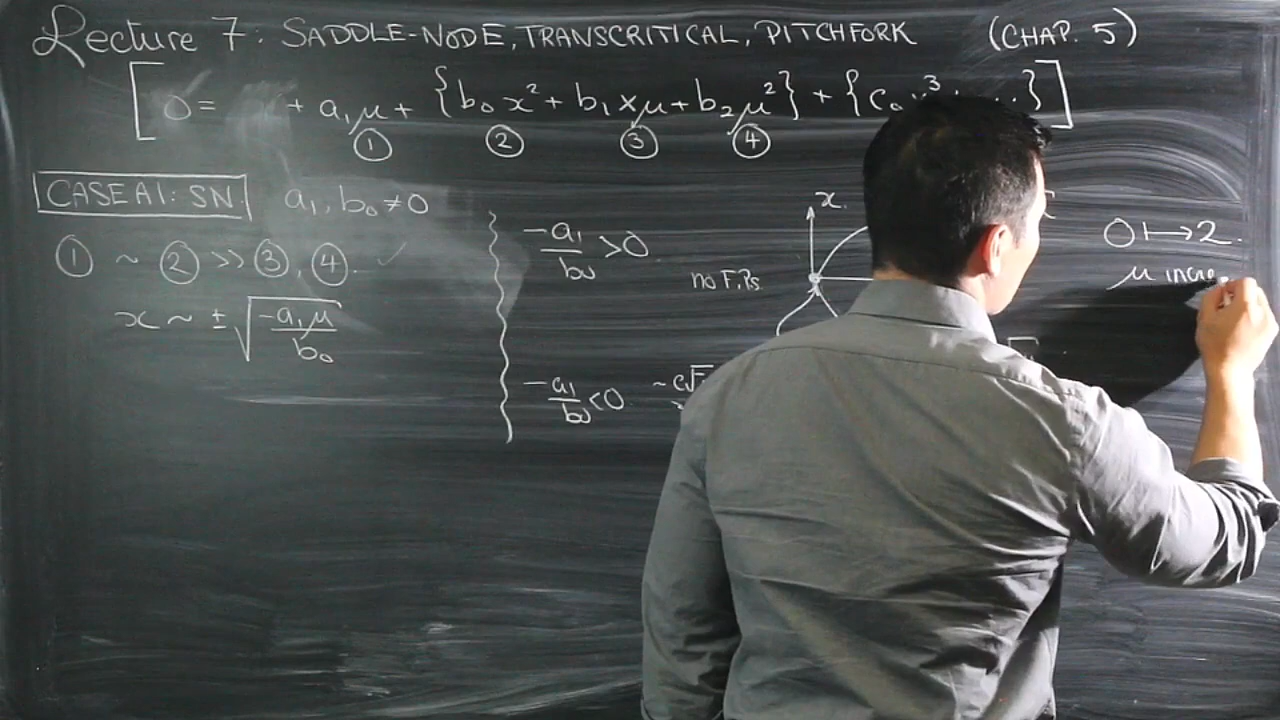 Lecture 7: SADDLE-NODE, TRANSCRITICAL, PITCHFORK (CHAP. 5)
[0 = + a₁μ + {b₀x² + b₁xμ + b₂μ²} + {c₀ ³ ...}]
① ② ③ ④
CASE A1: SN. a₁, b₀ ≠ 0
① ~ ② >> ③, ④. ✓
x ~ ±√(-a₁μ/b₀)
-a₁/b₀ > 0
no F.Ps
x
0 ↦ 2.
μ incre
-a₁/b₀ < 0